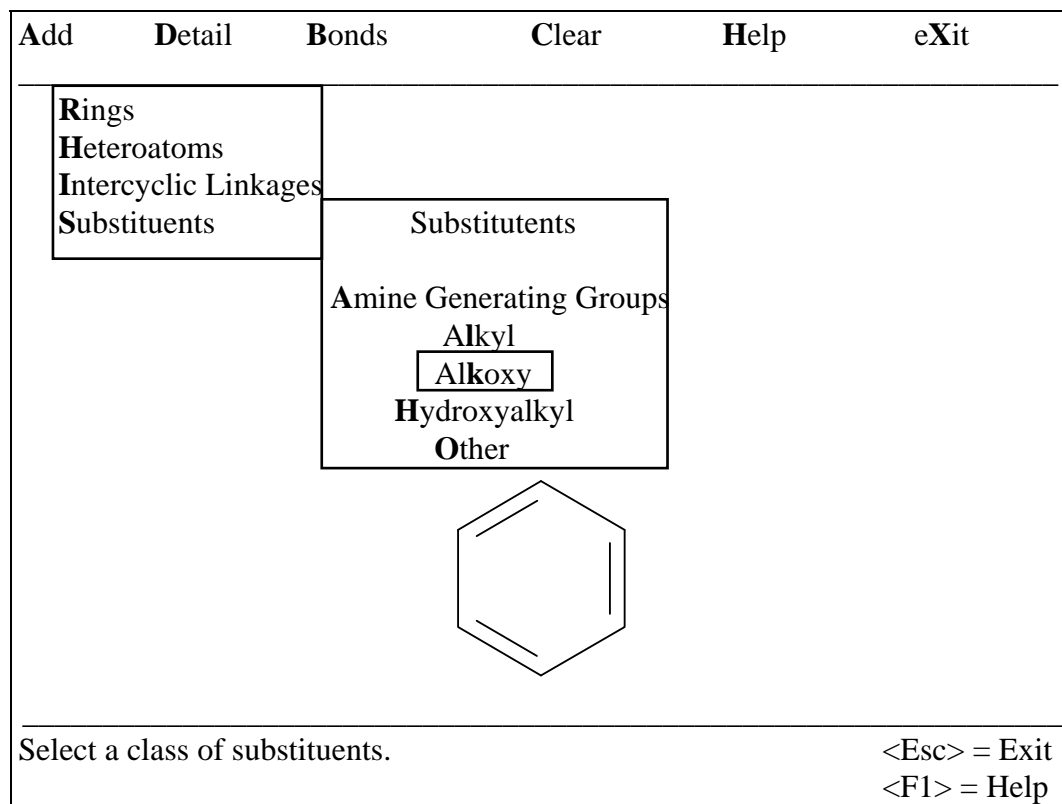 Add Detail Bonds Clear Help eXit
Rings
Heteroatoms
Intercyclic Linkages
Substituents
Substitutents
Amine Generating Groups
Alkyl
Alkoxy
Hydroxyalkyl
Other
Select a class of substituents. <Esc> = Exit
<F1> = Help